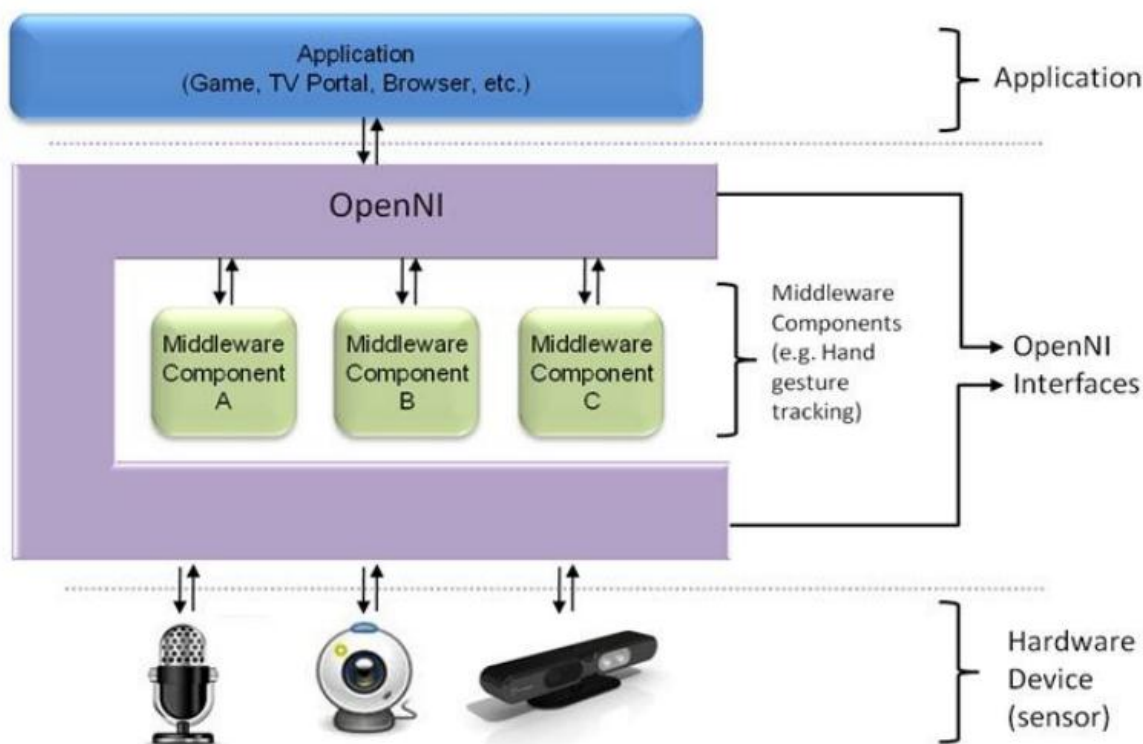 Application
(Game, TV Portal, Browser, etc.)
Application
OpenNI
Middleware
Component
A
Middleware
Component
B
Middleware
Component
C
Middleware
Components
(e.g. Hand
gesture
tracking)
OpenNI
Interfaces
Hardware
Device
(sensor)